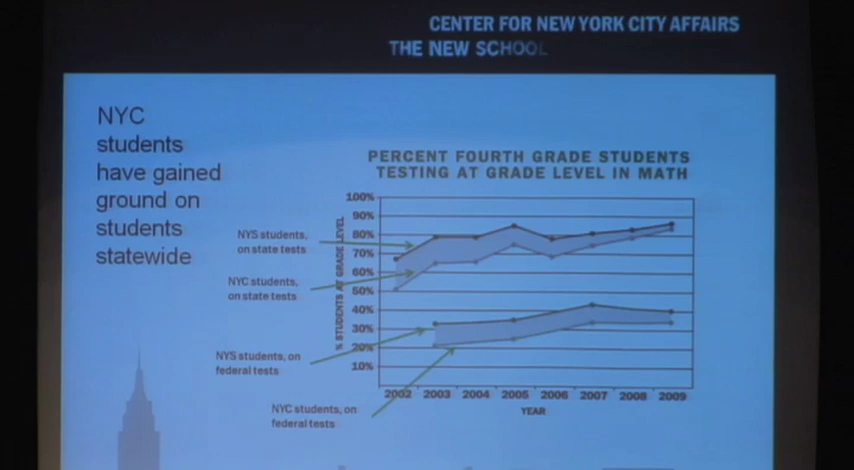 CENTER FOR NEW YORK CITY AFFAIRS
THE NEW SCHOOL
NYC
students
have gained
ground on
students
statewide
PERCENT FOURTH GRADE STUDENTS
TESTING AT GRADE LEVEL IN MATH
% STUDENTS AT GRADE LEVEL
100%
90%
80%
70%
60%
50%
40%
30%
20%
10%
NYS students,
on state tests
NYC students,
on state tests
NYS students, on
federal tests
NYC students, on
federal tests
2002 2003 2004 2005 2006 2007 2008 2009
YEAR